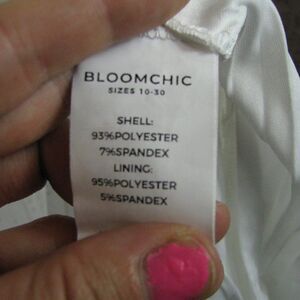 BLOOMCHIC
SIZES 10-30
SHELL:
93%POLYESTER
7%SPANDEX
LINING:
95%POLYESTER
5%SPANDEX